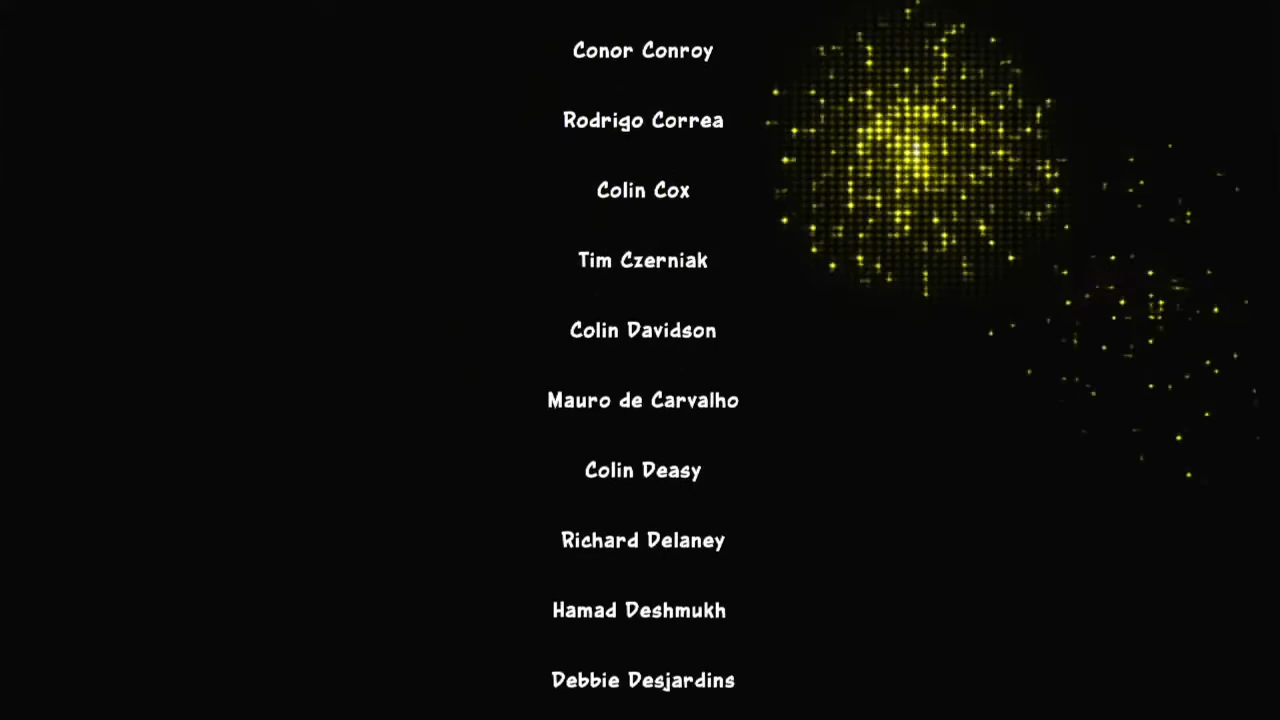 Conor Conroy
Rodrigo Correa
Colin Cox
Tim Czerniak
Colin Davidson
Mauro de Carvalho
Colin Deasy
Richard Delaney
Hamad Deshmukh
Debbie Desjardins